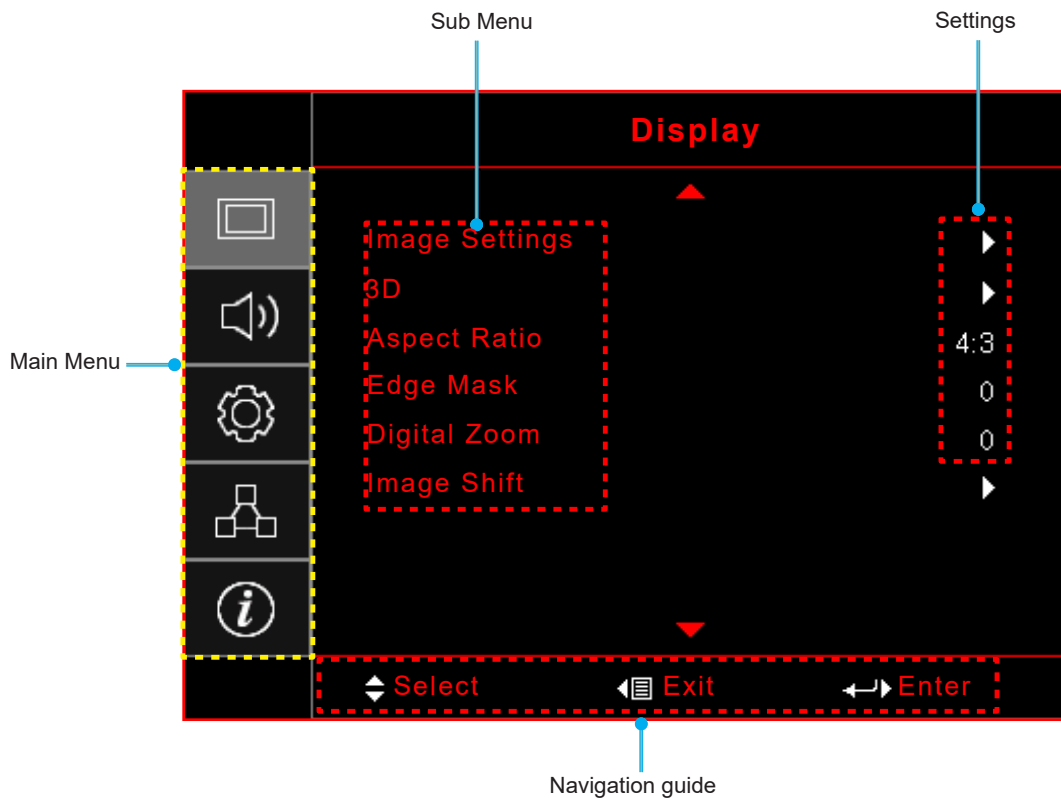 Sub Menu
Settings
Display
Image Settings
3D
Aspect Ratio
4:3
Main Menu
Edge Mask
0
Digital Zoom
0
Image Shift
i
Select
Exit
Enter
Navigation guide